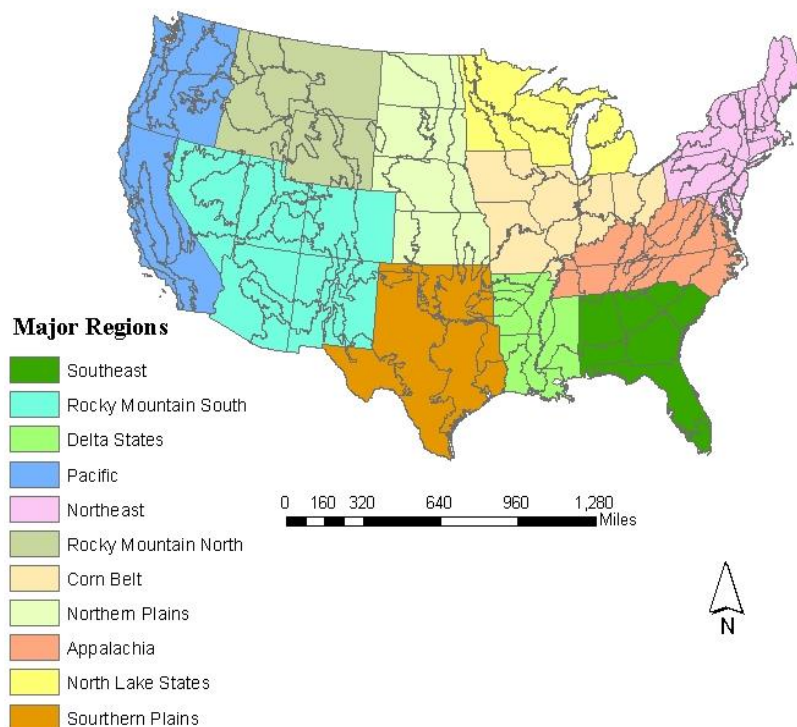 Major Regions
Southeast
Rocky Mountain South
Delta States
Pacific
Northeast
Rocky Mountain North
Corn Belt
Northern Plains
Appalachia
North Lake States
Sourthern Plains
0 160 320 640 960 1,280
Miles
N